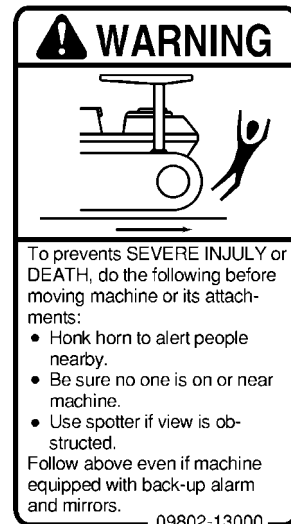 WARNING
To prevents SEVERE INJULY or
DEATH, do the following before
moving machine or its attach-
ments:
• Honk horn to alert people
nearby.
• Be sure no one is on or near
machine.
• Use spotter if view is ob-
structed.
Follow above even if machine
equipped with back-up alarm
and mirrors.
09802-13000